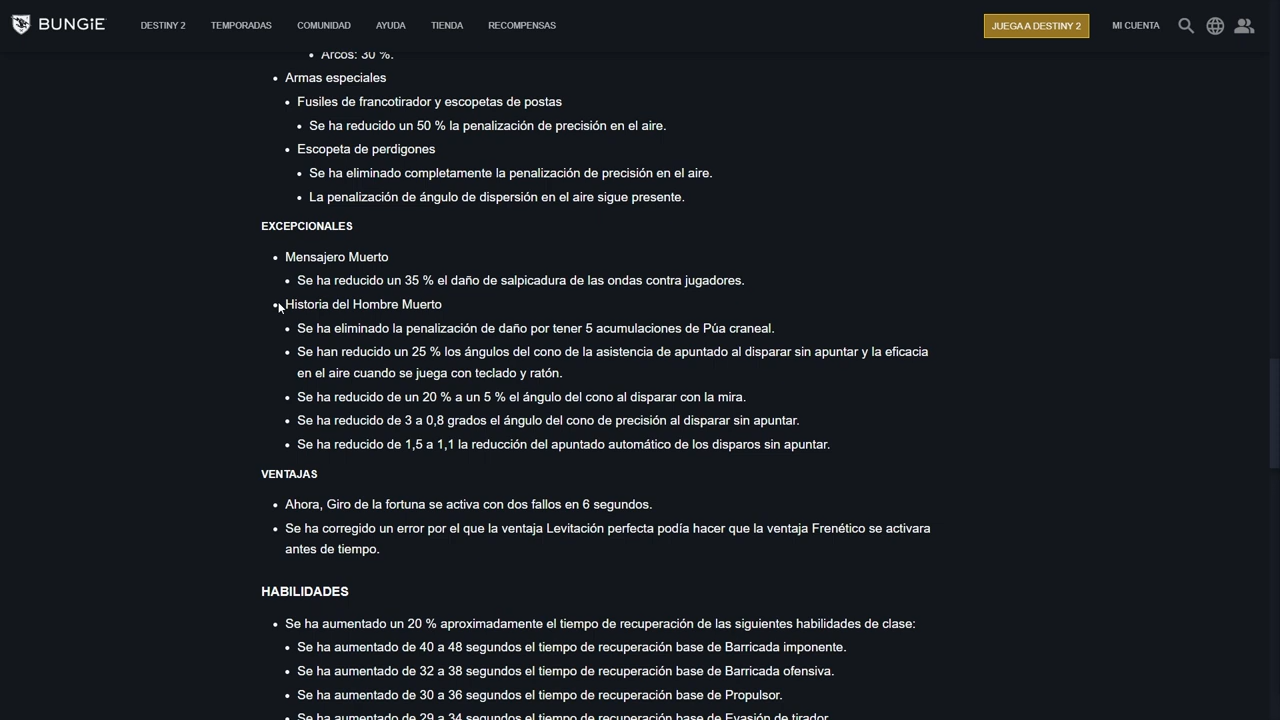 BUNGiE
DESTINY 2
TEMPORADAS
COMUNIDAD
AYUDA
TIENDA
RECOMPENSAS
JUEGA A DESTINY 2
MI CUENTA
Arcos: 30 %.
Armas especiales
Fusiles de francotirador y escopetas de postas
Se ha reducido un 50 % la penalización de precisión en el aire.
Escopeta de perdigones
Se ha eliminado completamente la penalización de precisión en el aire.
La penalización de ángulo de dispersión en el aire sigue presente.
EXCEPCIONALES
Mensajero Muerto
Se ha reducido un 35 % el daño de salpicadura de las ondas contra jugadores.
Historia del Hombre Muerto
Se ha eliminado la penalización de daño por tener 5 acumulaciones de Púa craneal.
Se han reducido un 25 % los ángulos del cono de la asistencia de apuntado al disparar sin apuntar y la eficacia
en el aire cuando se juega con teclado y ratón.
Se ha reducido de un 20 % a un 5 % el ángulo del cono al disparar con la mira.
Se ha reducido de 3 a 0,8 grados el ángulo del cono de precisión al disparar sin apuntar.
Se ha reducido de 1,5 a 1,1 la reducción del apuntado automático de los disparos sin apuntar.
VENTAJAS
Ahora, Giro de la fortuna se activa con dos fallos en 6 segundos.
Se ha corregido un error por el que la ventaja Levitación perfecta podía hacer que la ventaja Frenético se activara
antes de tiempo.
HABILIDADES
Se ha aumentado un 20 % aproximadamente el tiempo de recuperación de las siguientes habilidades de clase:
Se ha aumentado de 40 a 48 segundos el tiempo de recuperación base de Barricada imponente.
Se ha aumentado de 32 a 38 segundos el tiempo de recuperación base de Barricada ofensiva.
Se ha aumentado de 30 a 36 segundos el tiempo de recuperación base de Propulsor.
Se ha aumentado de 29 a 34 segundos el tiempo de recuperación base de Evasión de tirador.